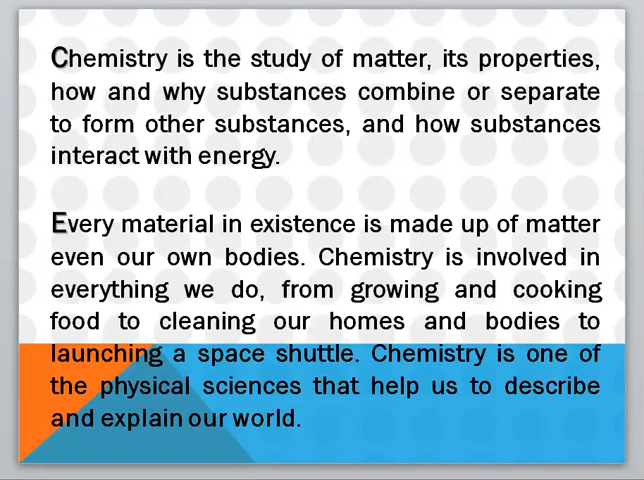 Chemistry is the study of matter, its properties,
how and why substances combine or separate
to form other substances, and how substances
interact with energy.
Every material in existence is made up of matter
even our own bodies. Chemistry is involved in
everything we do, from growing and cooking
food to cleaning our homes and bodies to
launching a space shuttle. Chemistry is one of
the physical sciences that help us to describe
and explain our world.